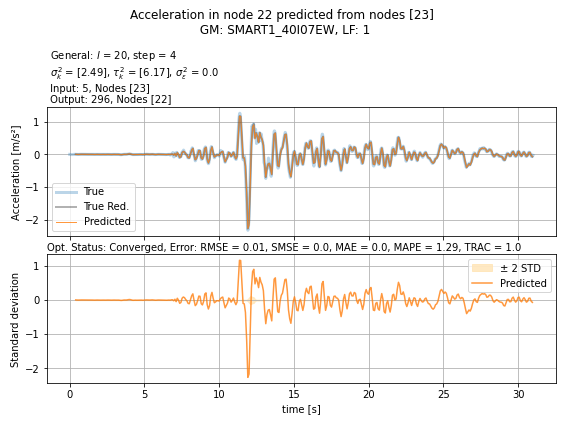 Acceleration in node 22 predicted from nodes [23]
GM: SMART1_40I07EW, LF: 1
General: l = 20, step = 4
σ²ₖ = [2.49], τ²ₖ = [6.17], σ²ε = 0.0
Input: 5, Nodes [23]
Output: 296, Nodes [22]
Acceleration [m/s²]
1
0
−1
−2
True
True Red.
Predicted
Opt. Status: Converged, Error: RMSE = 0.01, SMSE = 0.0, MAE = 0.0, MAPE = 1.29, TRAC = 1.0
Standard deviation
1
0
−1
−2
± 2 STD
Predicted
0 5 10 15 20 25 30
time [s]